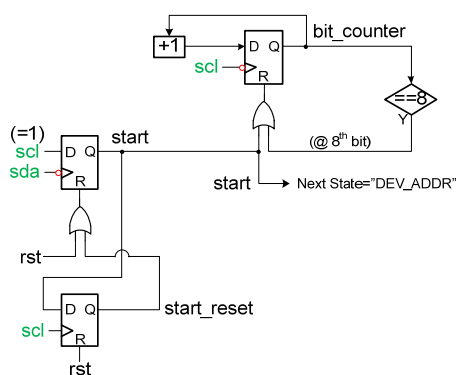 bit_counter
+1
D Q
scl
R
==8
Y
(=1)
start
(@ 8th bit)
scl
D Q
sda
R
start
Next State="DEV_ADDR"
rst
D Q
start_reset
scl
R
rst